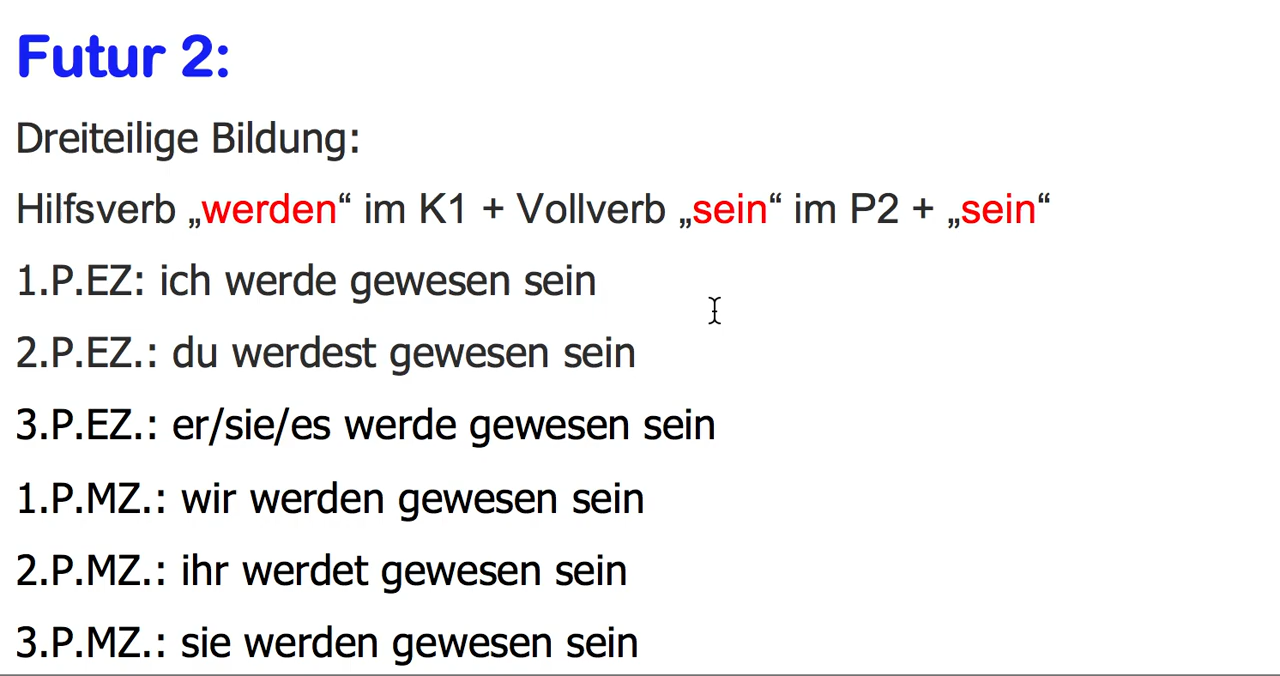 Futur 2:
Dreiteilige Bildung:
Hilfsverb „werden“ im K1 + Vollverb „sein“ im P2 + „sein“
1.P.EZ: ich werde gewesen sein
2.P.EZ.: du werdest gewesen sein
3.P.EZ.: er/sie/es werde gewesen sein
1.P.MZ.: wir werden gewesen sein
2.P.MZ.: ihr werdet gewesen sein
3.P.MZ.: sie werden gewesen sein